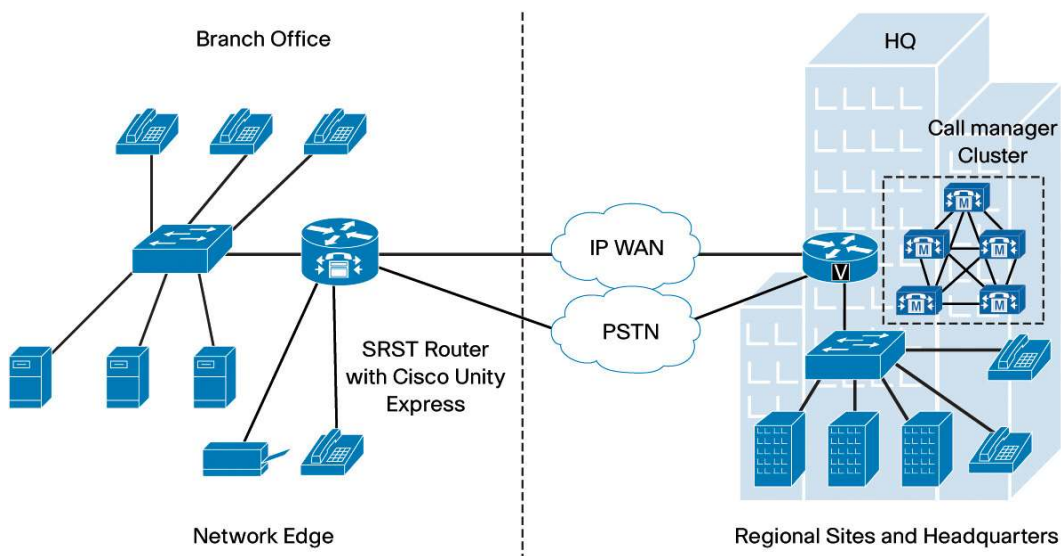 Branch Office
HQ
Call manager
Cluster
M
M
M
M
M
IP WAN
V
PSTN
SRST Router
with Cisco Unity
Express
Network Edge
Regional Sites and Headquarters